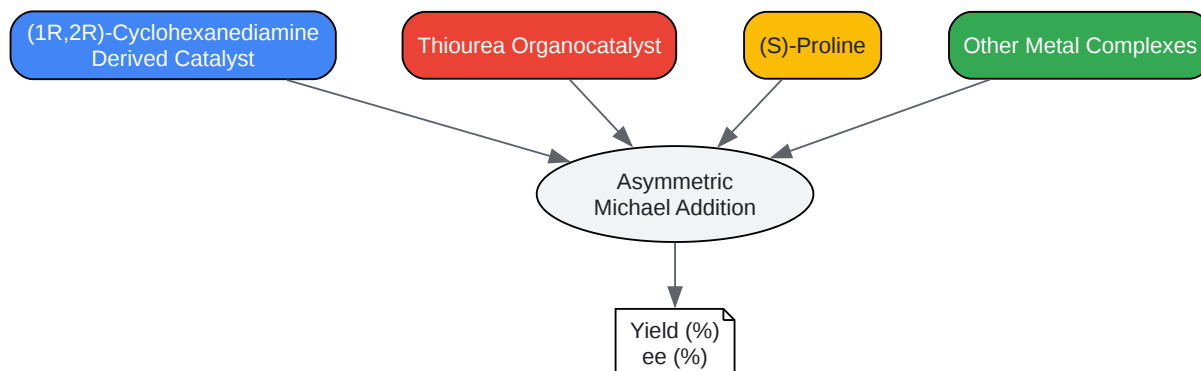 (1R,2R)-Cyclohexanediamine
Derived Catalyst
Thiourea Organocatalyst
(S)-Proline
Other Metal Complexes
Asymmetric
Michael Addition
Yield (%)
ee (%)